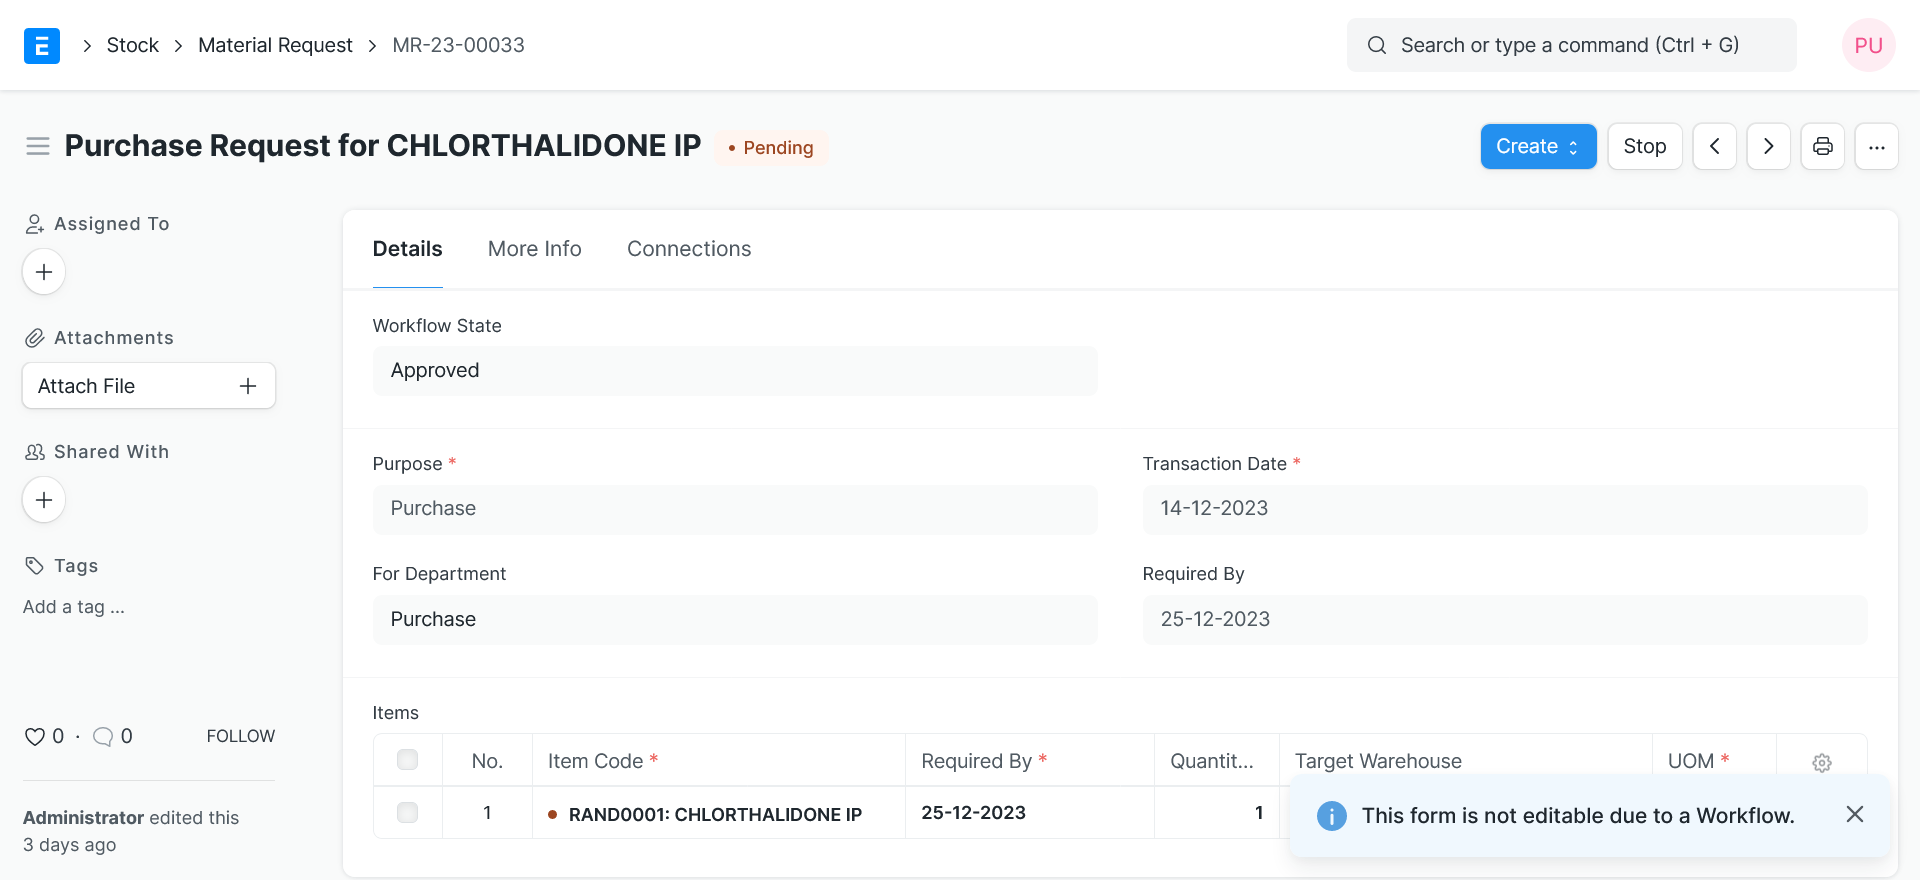 E
Stock
Material Request
MR-23-00033
Search or type a command (Ctrl + G)
PU
Purchase Request for CHLORTHALIDONE IP
Pending
Create
Stop
Assigned To
Attachments
Attach File
Shared With
Tags
Add a tag ...
0 · 0
FOLLOW
Administrator edited this
3 days ago
Details
More Info
Connections
Workflow State
Approved
Purpose *
Purchase
Transaction Date *
14-12-2023
For Department
Purchase
Required By
25-12-2023
Items
No. Item Code * Required By * Quantit... Target Warehouse UOM *
1 RAND0001: CHLORTHALIDONE IP 25-12-2023 1
This form is not editable due to a Workflow.